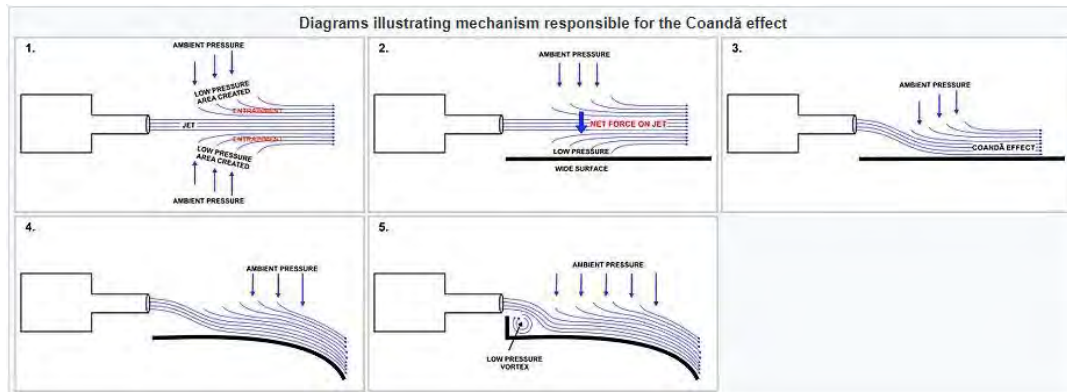 Diagrams illustrating mechanism responsible for the Coandă effect
1.
AMBIENT PRESSURE
LOW PRESSURE
AREA CREATED
ENTRAINMENT
JET
ENTRAINMENT
LOW PRESSURE
AREA CREATED
AMBIENT PRESSURE
2.
AMBIENT PRESSURE
NET FORCE ON JET
LOW PRESSURE
WIDE SURFACE
3.
AMBIENT PRESSURE
COANDĂ EFFECT
4.
AMBIENT PRESSURE
5.
AMBIENT PRESSURE
LOW PRESSURE
VORTEX